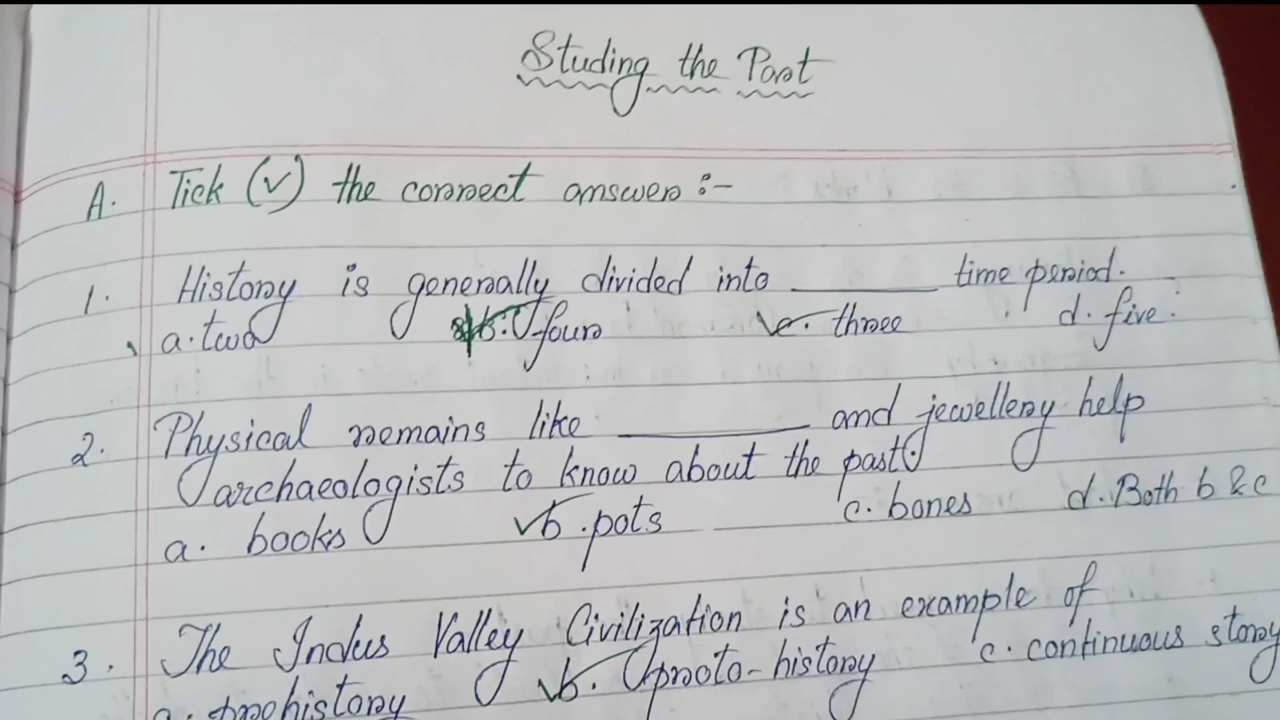 Studing the Past
A. Tick (✓) the correct answer :-
1. History is generally divided into ______ time period.
a. two ✓b. four ✓c. three d. five.
2. Physical remains like ______ and jewellery help
archaeologists to know about the past.
a. books ✓b. pots c. bones d. Both b & c
3. The Indus Valley Civilization is an example of
a. prehistory ✓b. proto-history c. continuous story